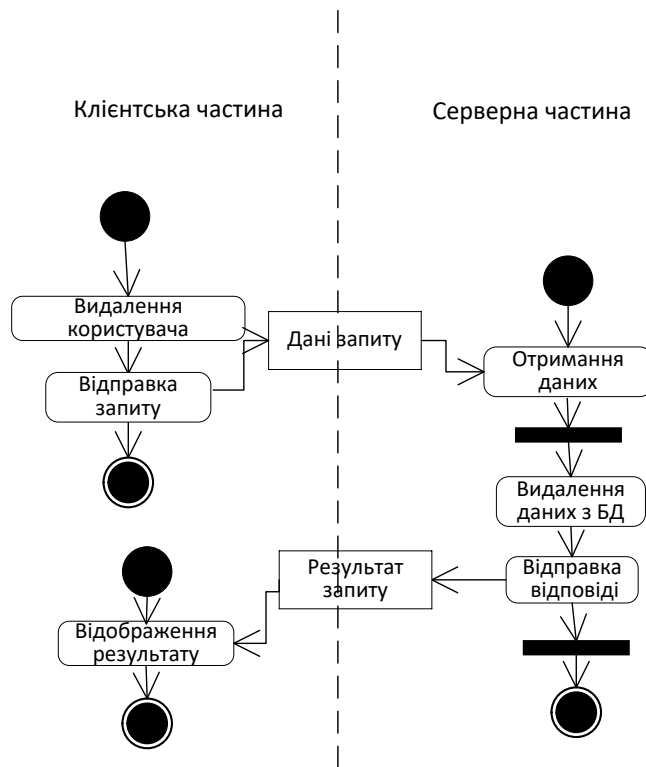 Клієнтська частина
Серверна частина
Видалення
користувача
Дані запиту
Відправка
запиту
Отримання
даних
Видалення
даних з БД
Результат
запиту
Відправка
відповіді
Відображення
результату